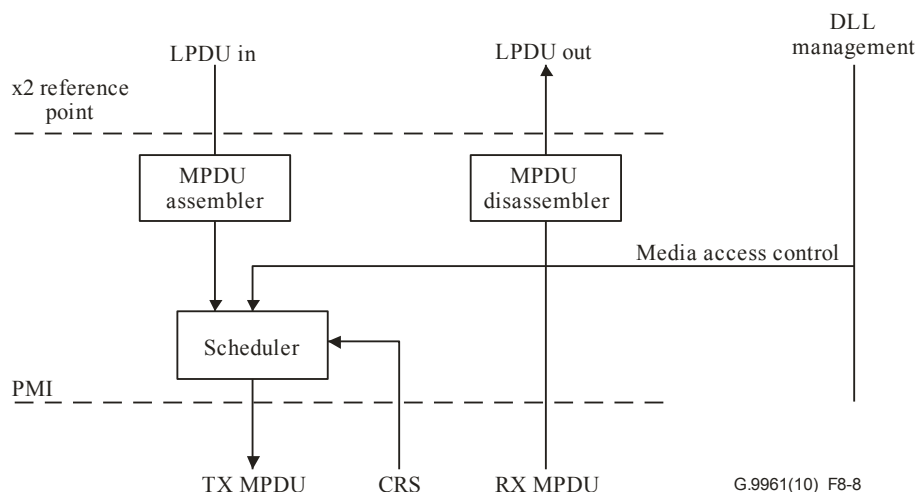 DLL
management
LPDU in
LPDU out
x2 reference
point
MPDU
assembler
MPDU
disassembler
Media access control
Scheduler
PMI
TX MPDU
CRS
RX MPDU
G.9961(10)_F8-8